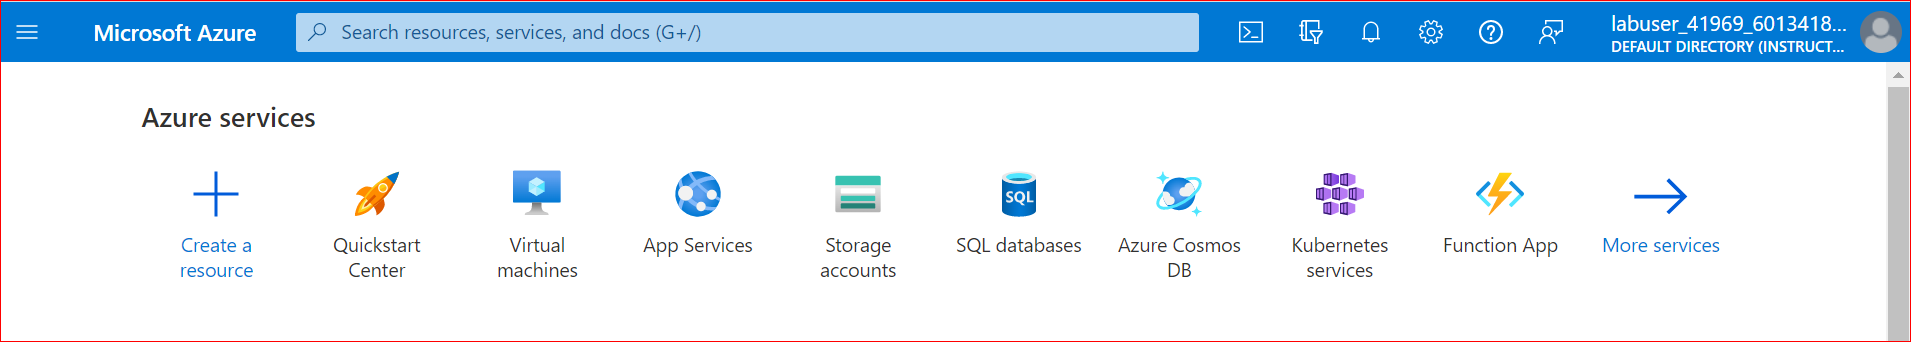 Microsoft Azure
Search resources, services, and docs (G+/)
labuser_41969_6013418...
DEFAULT DIRECTORY (INSTRUCT...
Azure services
Create a
resource
Quickstart
Center
Virtual
machines
App Services
Storage
accounts
SQL
SQL databases
Azure Cosmos
DB
Kubernetes
services
Function App
More services